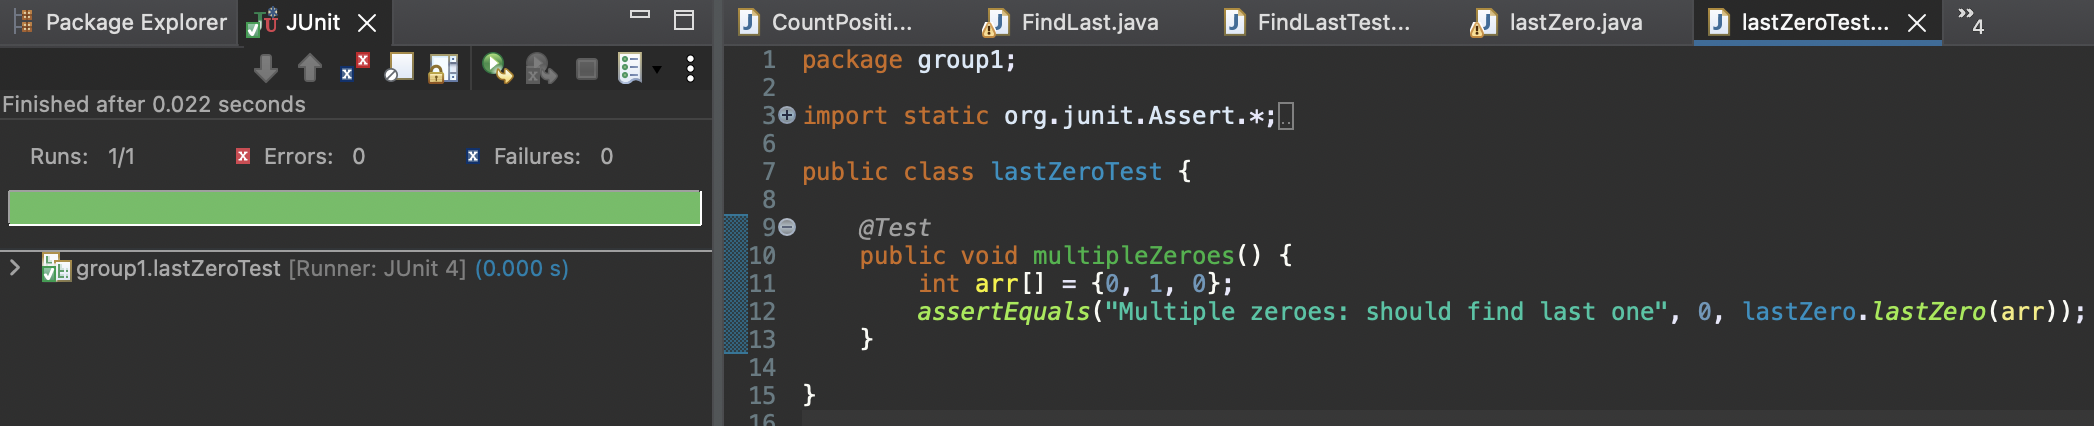 Package Explorer
JUnit
Finished after 0.022 seconds
Runs: 1/1
Errors: 0
Failures: 0
group1.lastZeroTest [Runner: JUnit 4] (0.000 s)
CountPositi...
FindLast.java
FindLastTest...
lastZero.java
lastZeroTest...
»4
1 package group1;
2
3 import static org.junit.Assert.*;
6
7 public class lastZeroTest {
8
9 @Test
10 public void multipleZeroes() {
11 int arr[] = {0, 1, 0};
12 assertEquals("Multiple zeroes: should find last one", 0, lastZero.lastZero(arr));
13 }
14
15 }
16